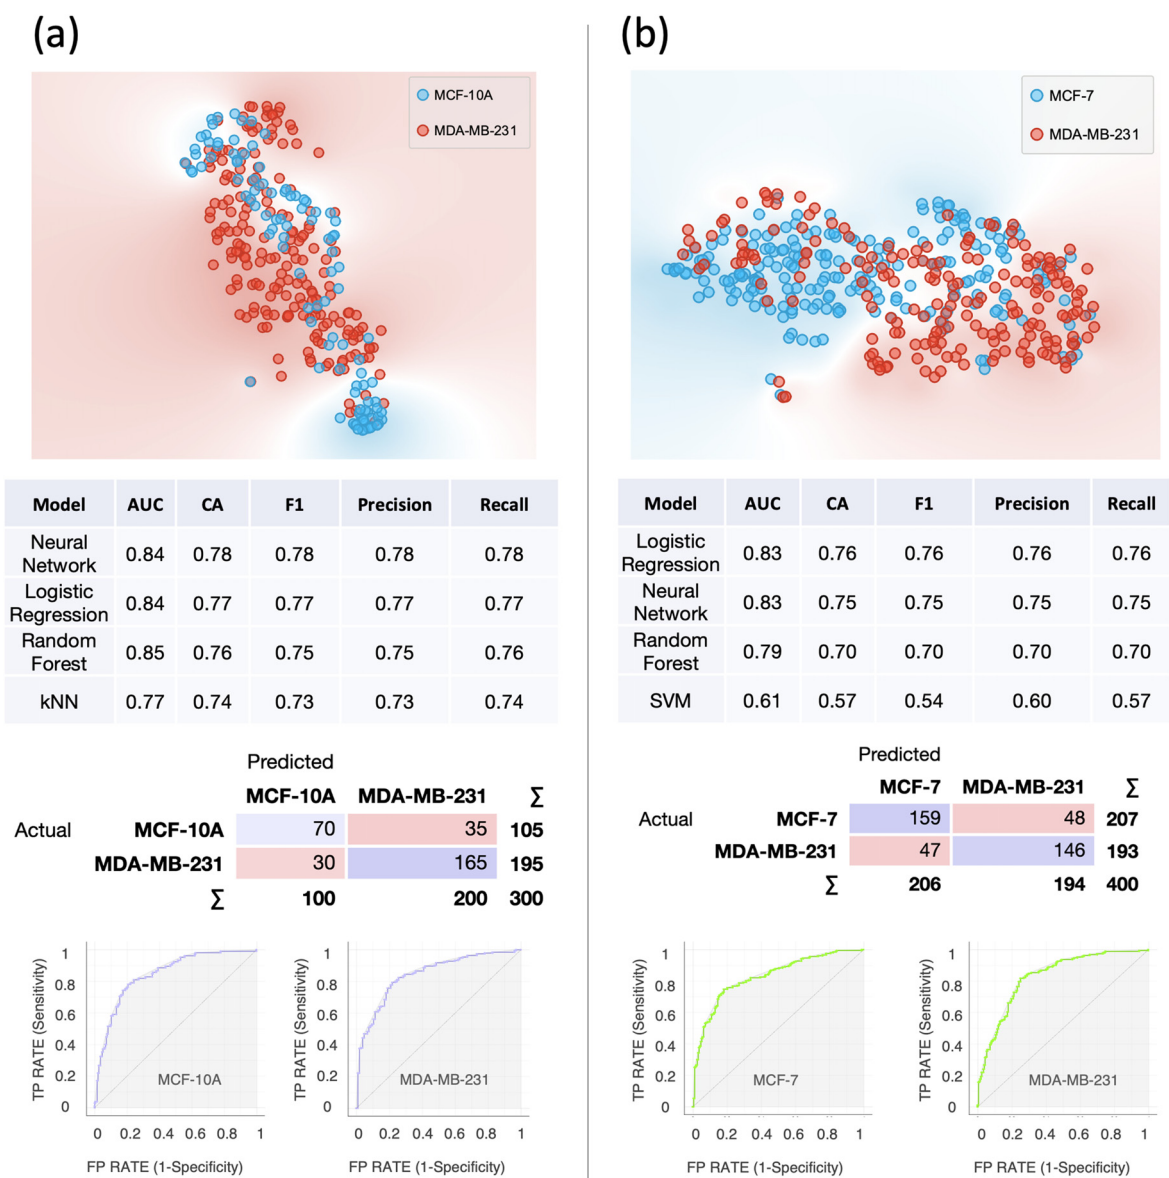 (a)
MCF-10A
MDA-MB-231
Model AUC CA F1 Precision Recall
Neural
Network 0.84 0.78 0.78 0.78 0.78
Logistic
Regression 0.84 0.77 0.77 0.77 0.77
Random
Forest 0.85 0.76 0.75 0.75 0.76
kNN 0.77 0.74 0.73 0.73 0.74
Predicted
MCF-10A MDA-MB-231 ∑
Actual MCF-10A 70 35 105
MDA-MB-231 30 165 195
∑ 100 200 300
TP RATE (Sensitivity)
1
0.8
0.6
0.4
0.2
0
MCF-10A
0 0.2 0.4 0.6 0.8 1
FP RATE (1-Specificity)
TP RATE (Sensitivity)
1
0.8
0.6
0.4
0.2
0
MDA-MB-231
0 0.2 0.4 0.6 0.8 1
FP RATE (1-Specificity)
(b)
MCF-7
MDA-MB-231
Model AUC CA F1 Precision Recall
Logistic
Regression 0.83 0.76 0.76 0.76 0.76
Neural
Network 0.83 0.75 0.75 0.75 0.75
Random
Forest 0.79 0.70 0.70 0.70 0.70
SVM 0.61 0.57 0.54 0.60 0.57
Predicted
MCF-7 MDA-MB-231 ∑
Actual MCF-7 159 48 207
MDA-MB-231 47 146 193
∑ 206 194 400
TP RATE (Sensitivity)
1
0.8
0.6
0.4
0.2
0
MCF-7
0 0.2 0.4 0.6 0.8 1
FP RATE (1-Specificity)
TP RATE (Sensitivity)
1
0.8
0.6
0.4
0.2
0
MDA-MB-231
0 0.2 0.4 0.6 0.8 1
FP RATE (1-Specificity)